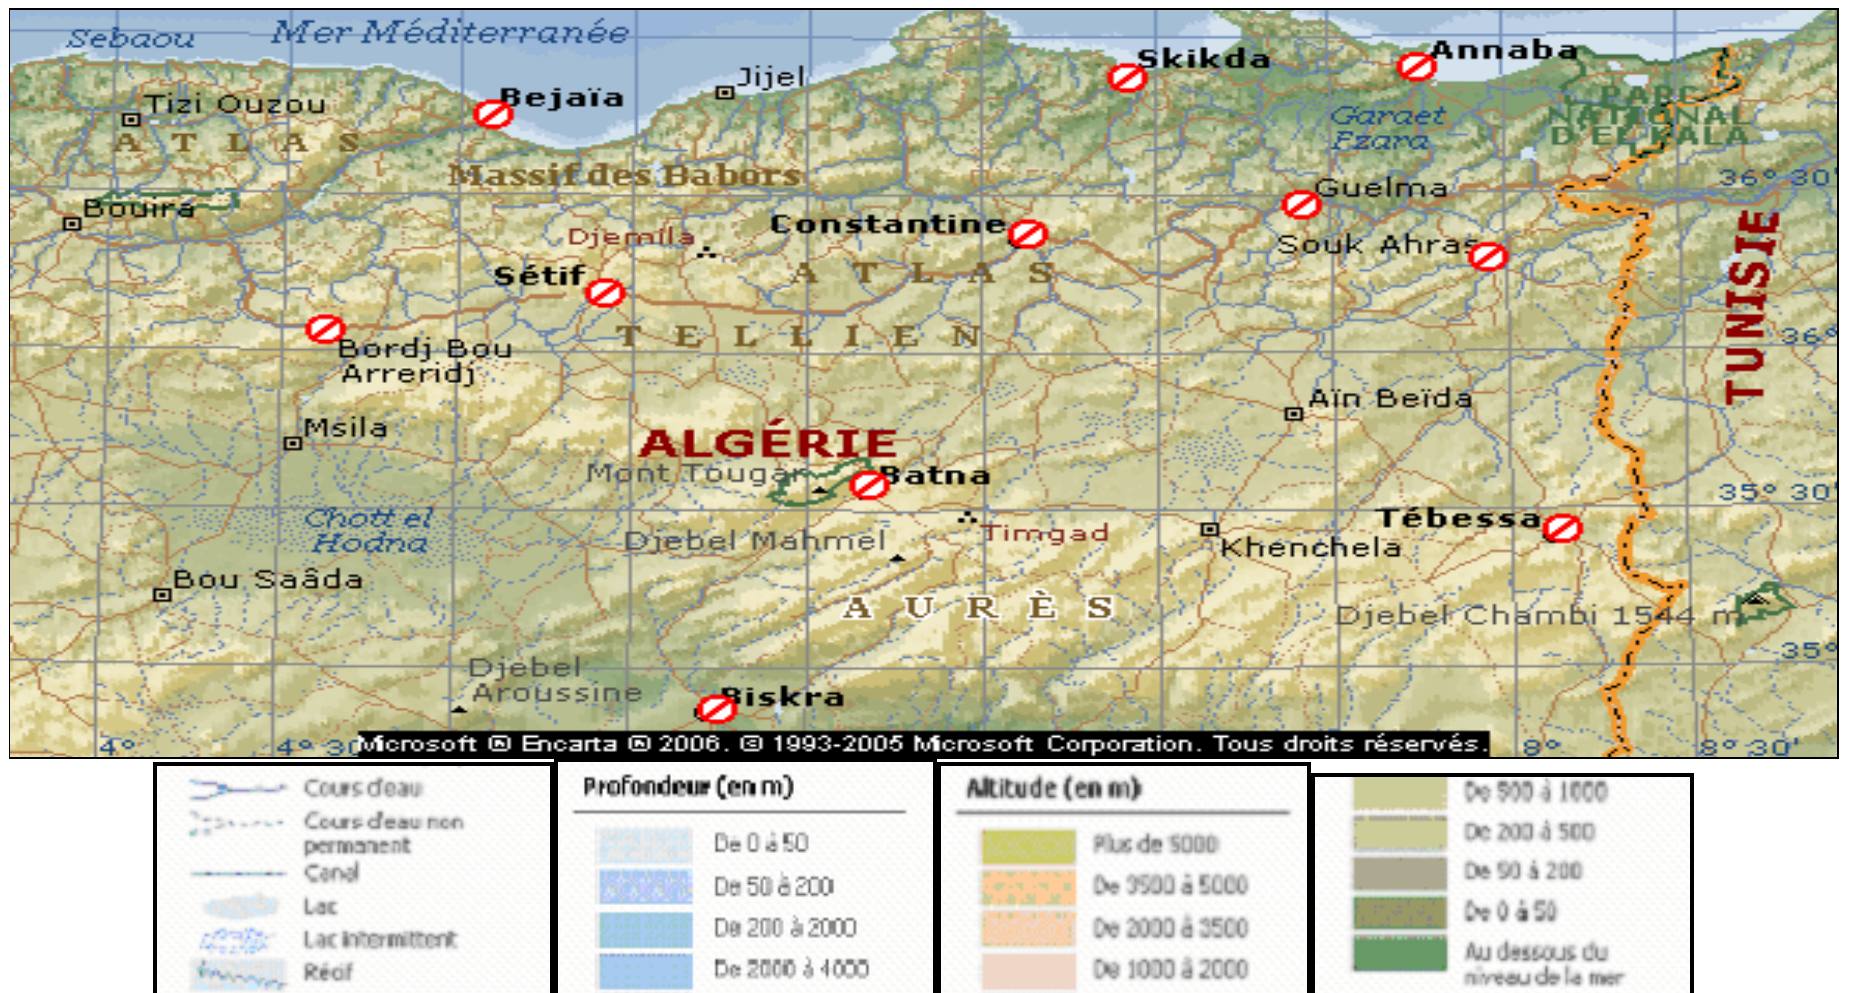 Sebaou
Mer Méditerranée
Skikda
Annaba
Jijel
Bejaïa
Tizi Ouzou
ATLAS
Garaet
Fzara
PARC
NATIONAL
D'EL KALA
Massif des Babors
36° 30'
Guelma
Bouira
Constantine
Djemila
Souk Ahras
TUNISIE
Sétif
ATLAS
TELLIEN
36°
Bordj Bou
Arreridj
Aïn Beïda
Msila
ALGÉRIE
Mont Tougar
Batna
35° 30'
Chott el
Hodna
Djebel Mahmel
Timgad
Tébessa
Khenchela
Bou Saâda
AURÈS
Djebel Chambi 1544 m
35°
Djebel
Aroussine
Biskra
4°
4° 30'
Microsoft ® Encarta ® 2006. © 1993-2005 Microsoft Corporation. Tous droits réservés.
8°
8° 30'
Cours d'eau
Cours d'eau non
permanent
Canal
Lac
Lac intermittent
Récif
Profondeur (en m)
De 0 à 50
De 50 à 200
De 200 à 2000
De 2000 à 4000
Altitude (en m)
Plus de 5000
De 3500 à 5000
De 2000 à 3500
De 1000 à 2000
De 500 à 1000
De 200 à 500
De 50 à 200
De 0 à 50
Au dessous du
niveau de la mer